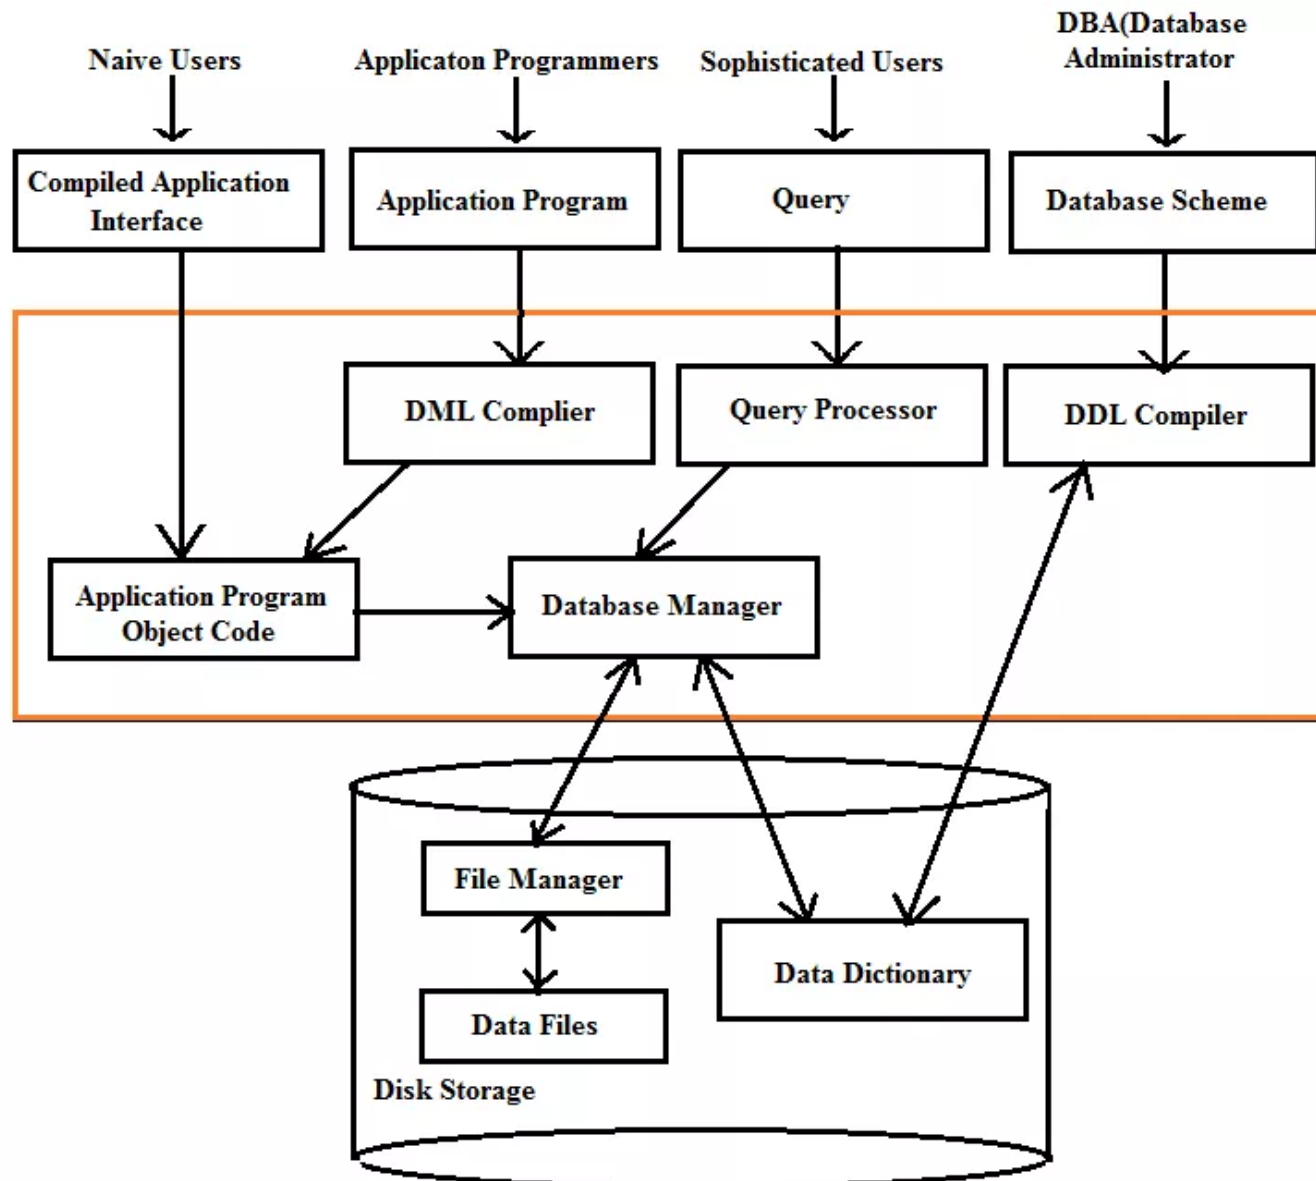 Naive Users
Applicaton Programmers
Sophisticated Users
DBA(Database
Administrator
Compiled Application
Interface
Application Program
Query
Database Scheme
DML Complier
Query Processor
DDL Compiler
Application Program
Object Code
Database Manager
File Manager
Data Dictionary
Data Files
Disk Storage